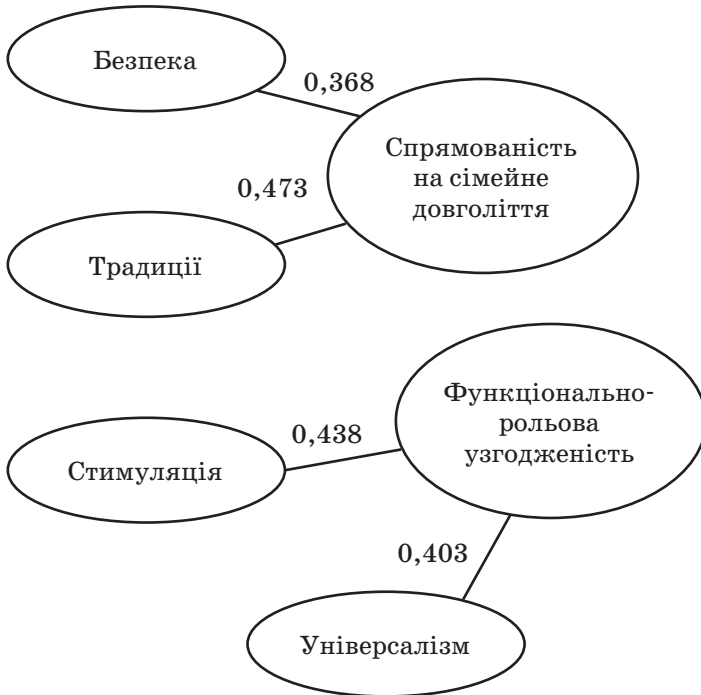 Безпека
0,368
Спрямованість
на сімейне
довголіття
0,473
Традиції
Функціонально-
рольова
узгодженість
0,438
Стимуляція
0,403
Універсалізм